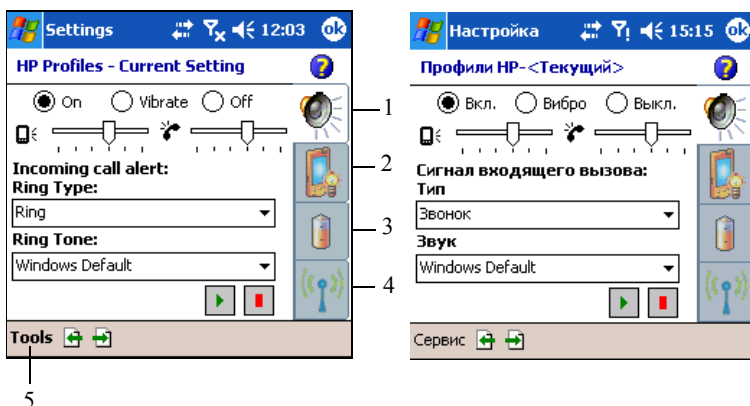 Settings 12:03 ok
HP Profiles - Current Setting ?
On Vibrate Off
1
Incoming call alert:
2
Ring Type:
Ring
3
Ring Tone:
Windows Default
4
Tools
5
Настройка 15:15 ok
Профили HP-<Текущий> ?
Вкл. Вибро Выкл.
Сигнал входящего вызова:
Тип
Звонок
Звук
Windows Default
Сервис